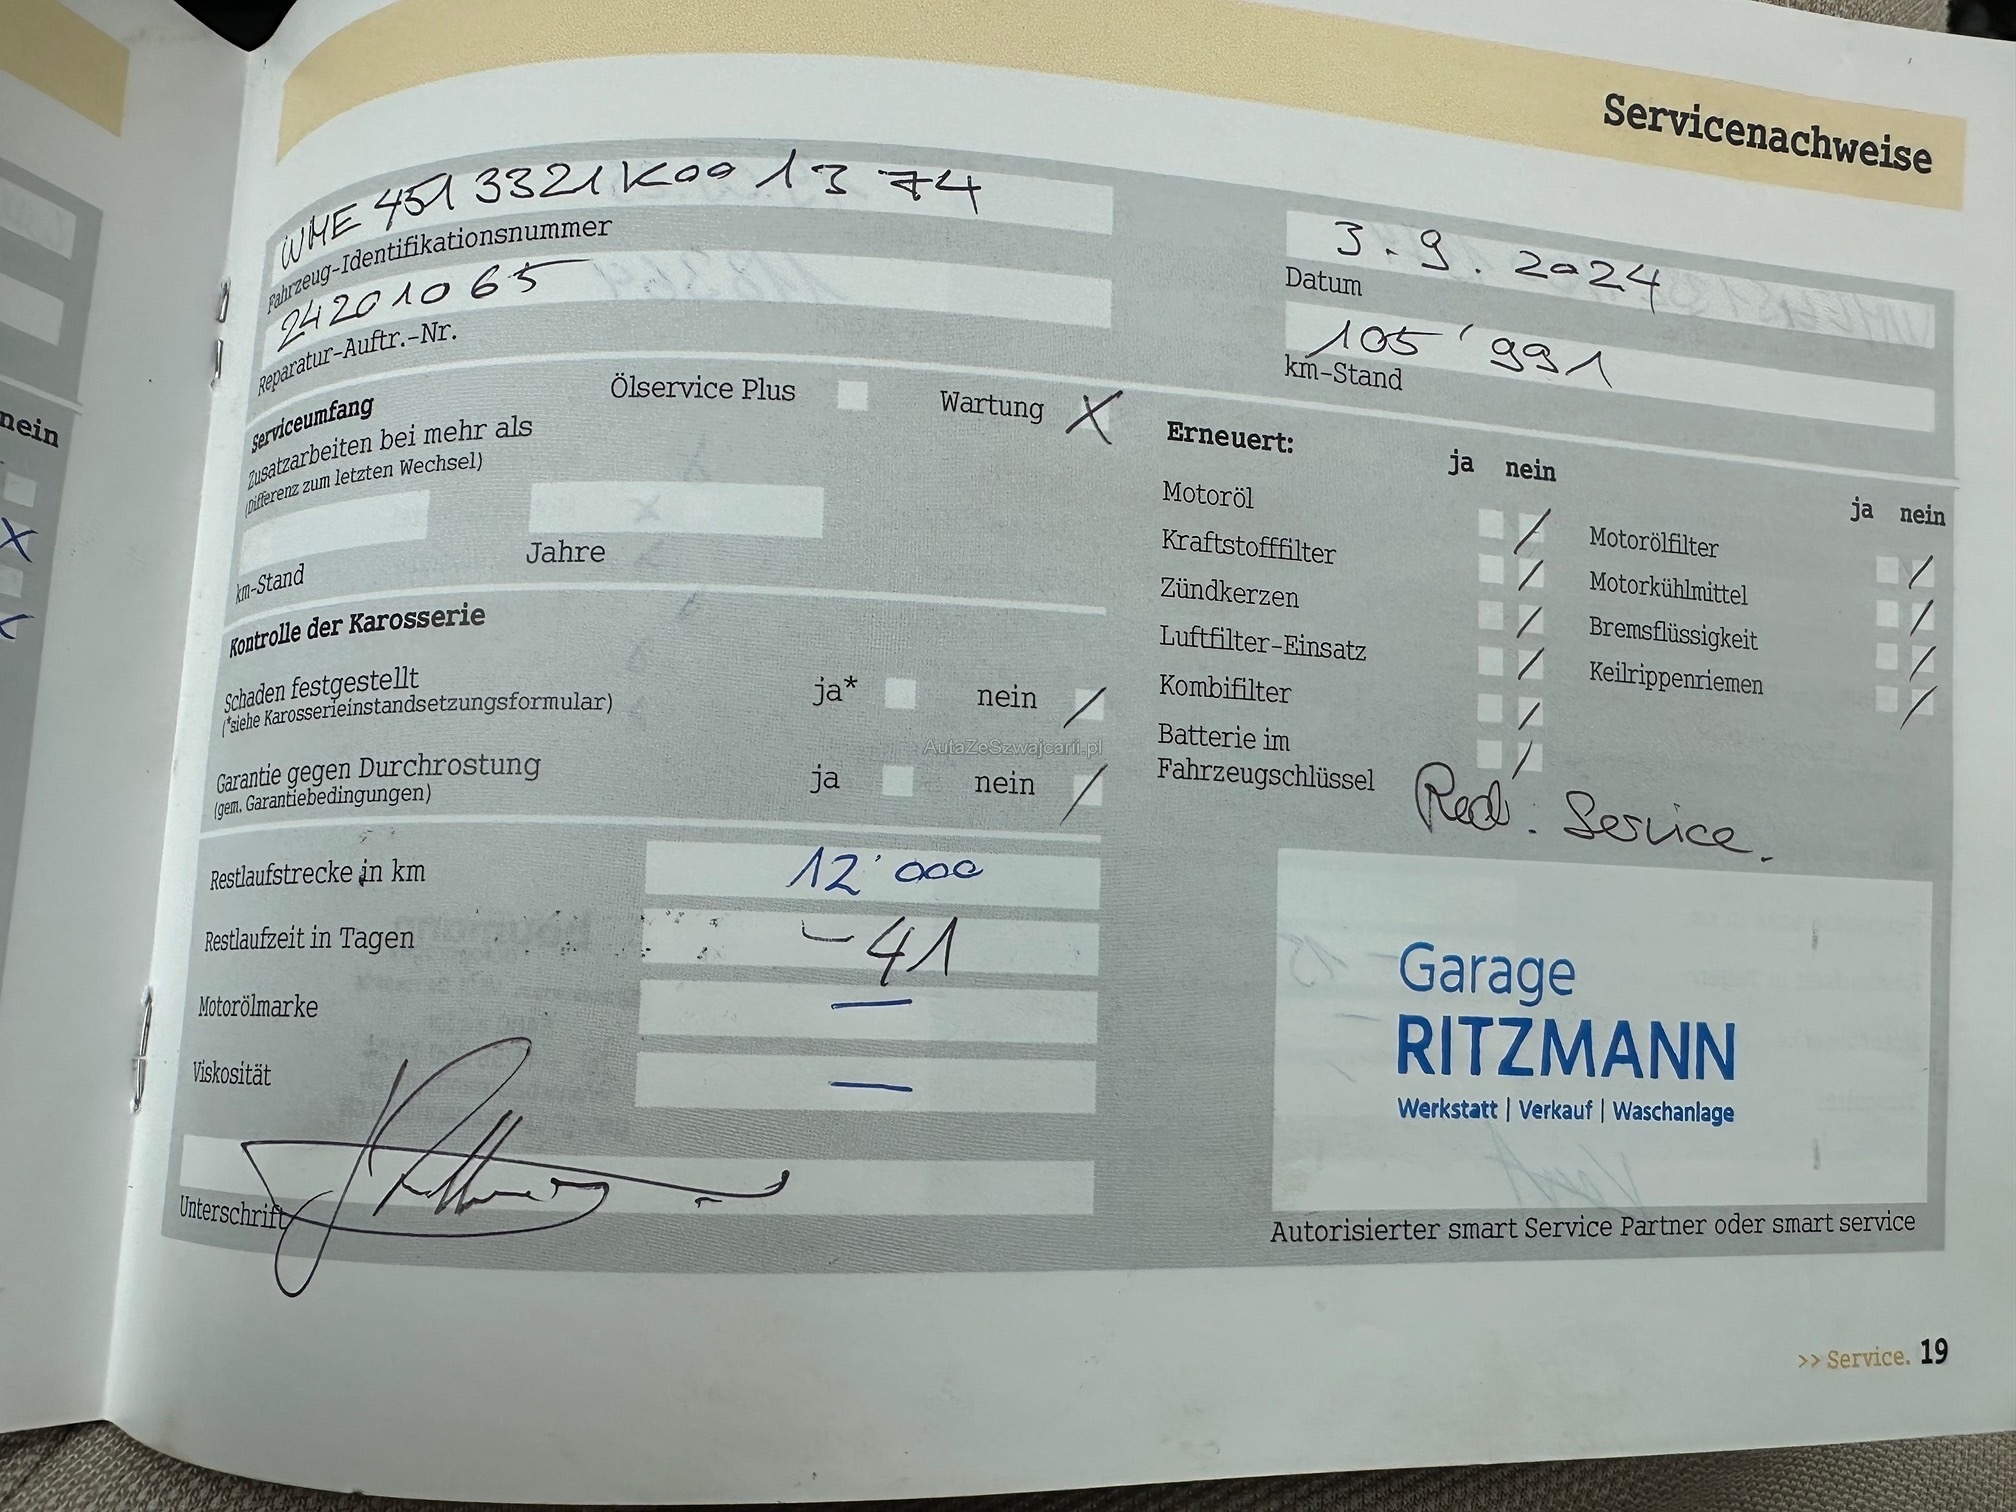 Servicenachweise
WME 451 3321K001374
Fahrzeug-Identifikationsnummer
24201065
Reparatur-Auftr.-Nr.
3.9.2024
Datum
105'991
km-Stand
Serviceumfang
Ölservice Plus
Wartung X
Zusatzarbeiten bei mehr als
(Differenz zum letzten Wechsel)
km-Stand
Jahre
Kontrolle der Karosserie
Schaden festgestellt ja* nein /
(*siehe Karosserieinstandsetzungsformular)
Garantie gegen Durchrostung ja nein /
(gem. Garantiebedingungen)
Restlaufstrecke in km 12'000
Restlaufzeit in Tagen -41
Motorölmarke —
Viskosität —
Unterschrift
Erneuert: ja nein
Motoröl /
Kraftstofffilter /
Zündkerzen /
Luftfilter-Einsatz /
Kombifilter /
Batterie im
Fahrzeugschlüssel /
ja nein
Motorölfilter /
Motorkühlmittel /
Bremsflüssigkeit /
Keilrippenriemen /
Red. Service.
Garage
RITZMANN
Werkstatt | Verkauf | Waschanlage
Autorisierter smart Service Partner oder smart service
>> Service. 19
nein
X
AutaZeSzwajcarii.pl